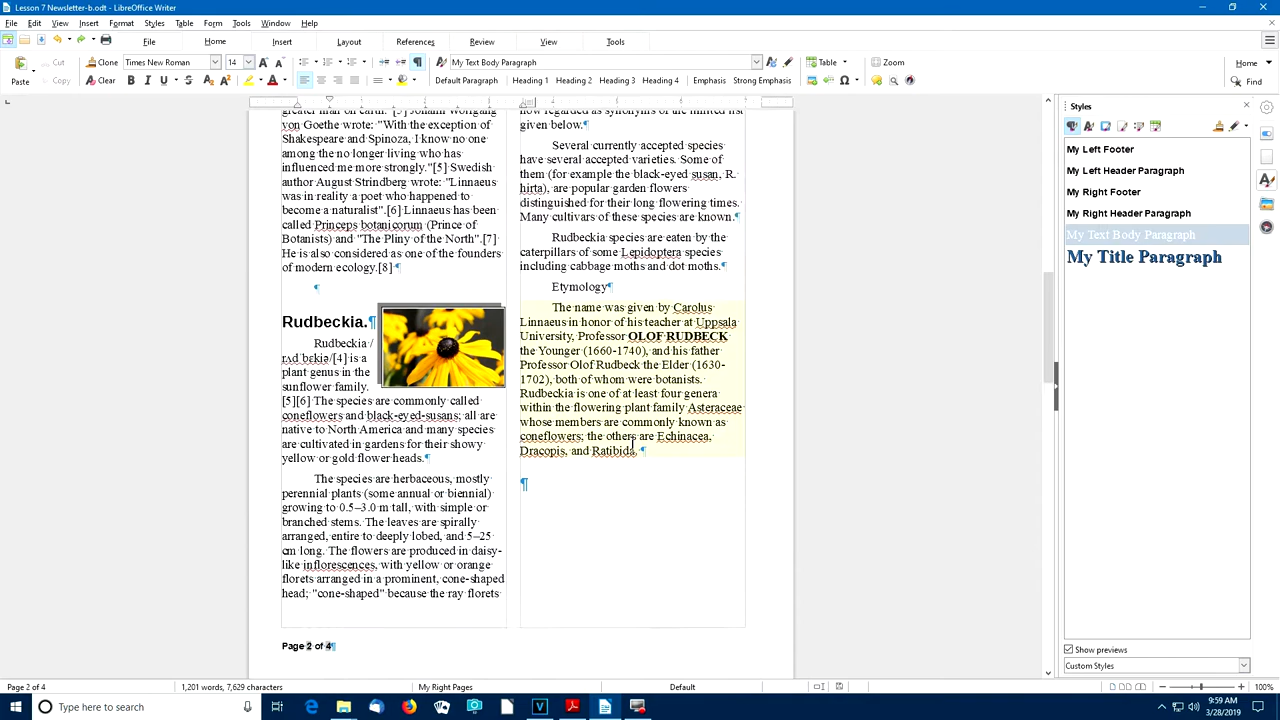 Lesson 7 Newsletter-b.odt - LibreOffice Writer
File Edit View Insert Format Styles Table Form Tools Window Help
File Home Insert Layout References Review View Tools
Paste Cut Copy Clone Clear Times New Roman 14 My Text Body Paragraph Table Zoom Home
Default Paragraph Heading 1 Heading 2 Heading 3 Heading 4 Emphasis Strong Emphasis Find
von Goethe wrote: "With the exception of
Shakespeare and Spinoza, I know no one
among the no longer living who has
influenced me more strongly."[5] Swedish
author August Strindberg wrote: "Linnaeus
was in reality a poet who happened to
become a naturalist".[6] Linnaeus has been
called Princeps botanicorum (Prince of
Botanists) and "The Pliny of the North".[7]
He is also considered as one of the founders
of modern ecology.[8] ¶
¶
Rudbeckia.¶
Rudbeckia /
rʌdˈbɛkiə/[4] is a
plant genus in the
sunflower family.
[5][6] The species are commonly called
coneflowers and black-eyed-susans; all are
native to North America and many species
are cultivated in gardens for their showy
yellow or gold flower heads.¶
The species are herbaceous, mostly
perennial plants (some annual or biennial)
growing to 0.5–3.0 m tall, with simple or
branched stems. The leaves are spirally
arranged, entire to deeply lobed, and 5–25
cm long. The flowers are produced in daisy-
like inflorescences, with yellow or orange
florets arranged in a prominent, cone-shaped
head; "cone-shaped" because the ray florets
Page 2 of 4¶
given below.¶
Several currently accepted species
have several accepted varieties. Some of
them (for example the black-eyed susan, R.
hirta), are popular garden flowers
distinguished for their long flowering times.
Many cultivars of these species are known.¶
Rudbeckia species are eaten by the
caterpillars of some Lepidoptera species
including cabbage moths and dot moths.¶
Etymology¶
The name was given by Carolus
Linnaeus in honor of his teacher at Uppsala
University, Professor OLOF RUDBECK
the Younger (1660-1740), and his father
Professor Olof Rudbeck the Elder (1630-
1702), both of whom were botanists.
Rudbeckia is one of at least four genera
within the flowering plant family Asteraceae
whose members are commonly known as
coneflowers; the others are Echinacea,
Dracopis, and Ratibida. ¶
¶
Styles
My Left Footer
My Left Header Paragraph
My Right Footer
My Right Header Paragraph
My Text Body Paragraph
My Title Paragraph
Show previews
Custom Styles
Page 2 of 4 1,201 words, 7,629 characters My Right Pages Default 100%
Type here to search 9:59 AM
3/28/2019